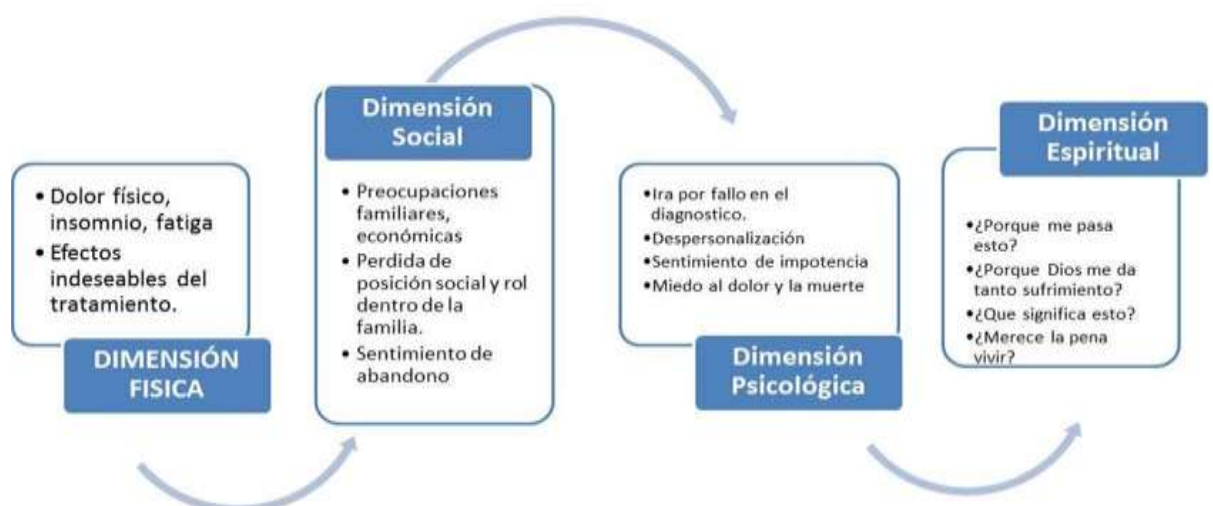 • Dolor físico,
insomnio, fatiga
• Efectos
indeseables del
tratamiento.
DIMENSIÓN
FISICA
Dimensión
Social
• Preocupaciones
familiares,
económicas
• Perdida de
posición social y rol
dentro de la
familia.
• Sentimiento de
abandono
•Ira por fallo en el
diagnostico.
•Despersonalización
•Sentimiento de impotencia
•Miedo al dolor y la muerte
Dimensión
Psicológica
Dimensión
Espiritual
•¿Porque me pasa
esto?
•¿Porque Dios me da
tanto sufrimiento?
•¿Que significa esto?
•¿Merece la pena
vivir?